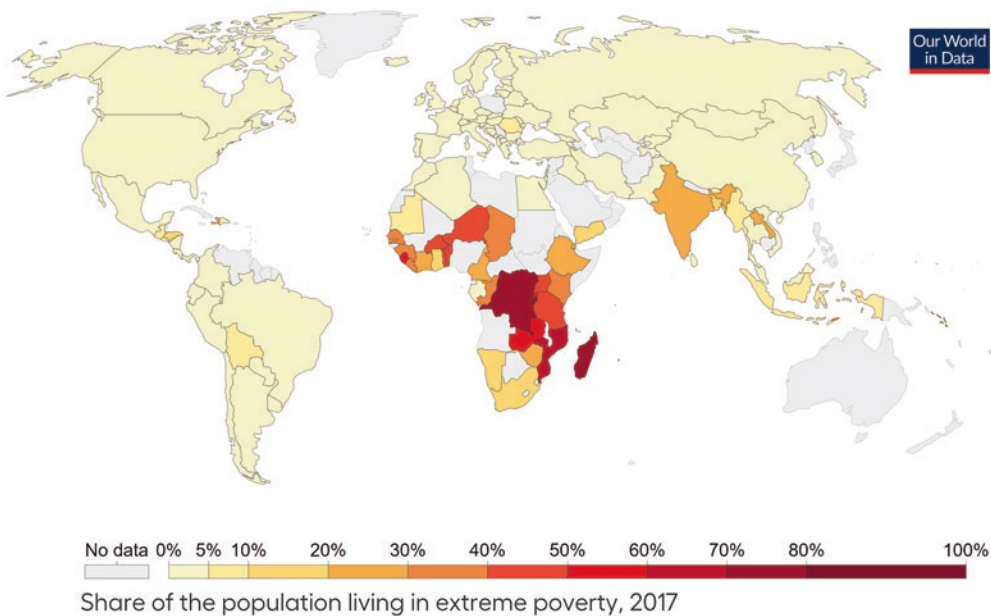 Our World
in Data
No data 0% 5% 10% 20% 30% 40% 50% 60% 70% 80% 100%
Share of the population living in extreme poverty, 2017